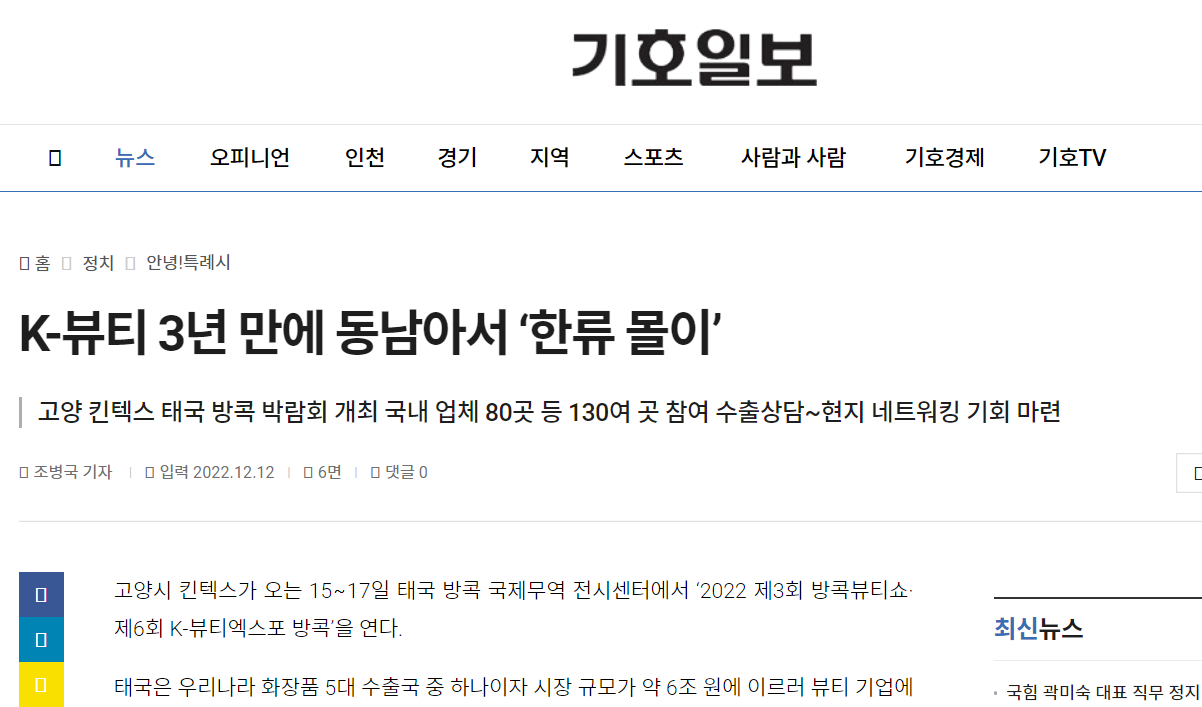 기호일보
뉴스 오피니언 인천 경기 지역 스포츠 사람과 사람 기호경제 기호TV
홈 정치 안녕!특례시
K-뷰티 3년 만에 동남아서 ‘한류 몰이’
고양 킨텍스 태국 방콕 박람회 개최 국내 업체 80곳 등 130여 곳 참여 수출상담~현지 네트워킹 기회 마련
조병국 기자 입력 2022.12.12 6면 댓글 0
고양시 킨텍스가 오는 15~17일 태국 방콕 국제무역 전시센터에서 ‘2022 제3회 방콕뷰티쇼·
제6회 K-뷰티엑스포 방콕’을 연다.
태국은 우리나라 화장품 5대 수출국 중 하나이자 시장 규모가 약 6조 원에 이르러 뷰티 기업에
최신뉴스
국힘 곽미숙 대표 직무 정지